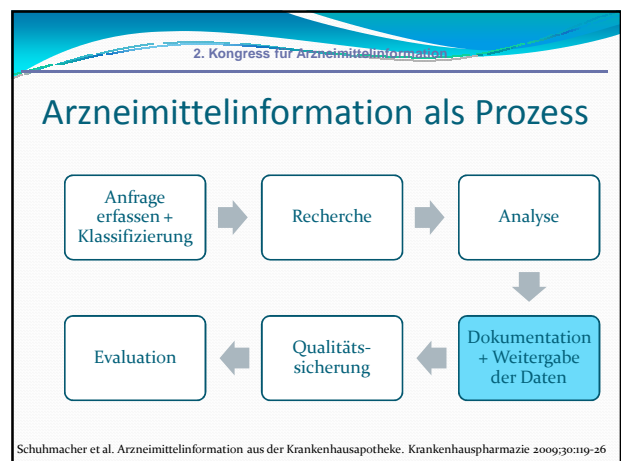 2. Kongress für Arzneimittelinformation
Arzneimittelinformation als Prozess
Anfrage
erfassen +
Klassifizierung
Recherche
Analyse
Dokumentation
+ Weitergabe
der Daten
Qualitäts-
sicherung
Evaluation
Schuhmacher et al. Arzneimittelinformation aus der Krankenhausapotheke. Krankenhauspharmazie 2009;30:119-26